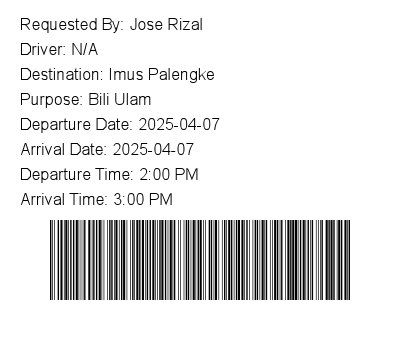 Requested By: Jose Rizal
Driver: N/A
Destination: Imus Palengke
Purpose: Bili Ulam
Departure Date: 2025-04-07
Arrival Date: 2025-04-07
Departure Time: 2:00 PM
Arrival Time: 3:00 PM